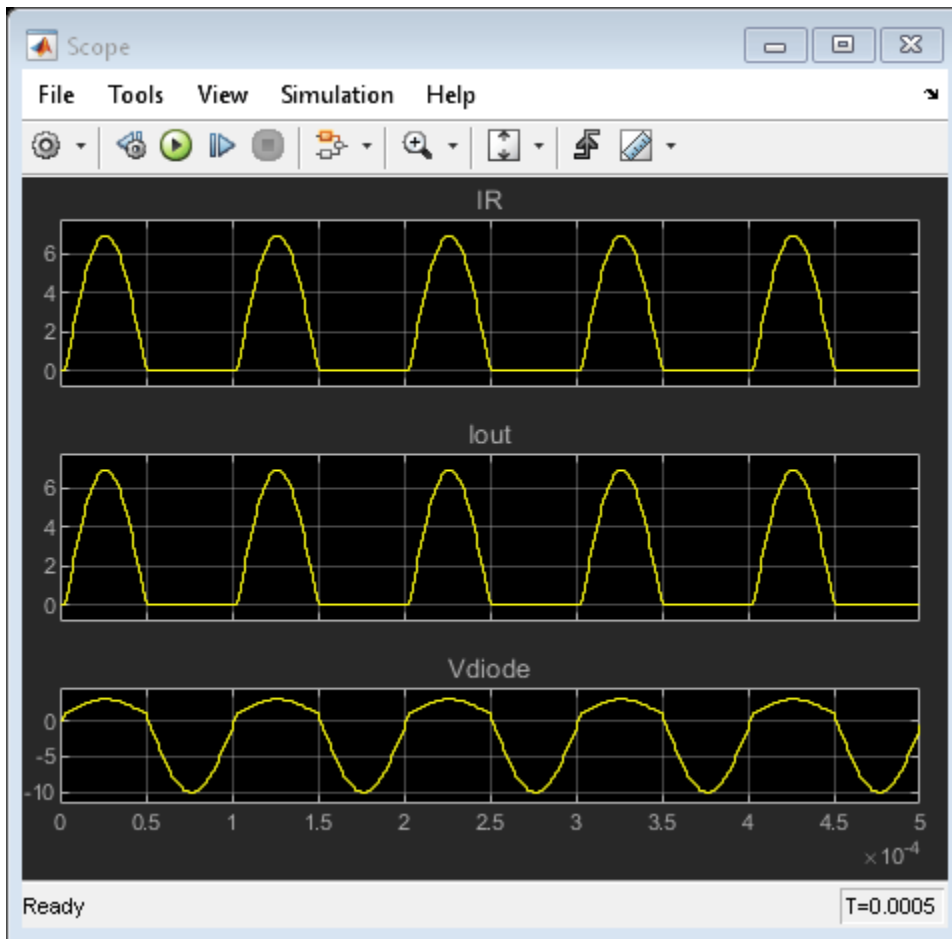 Scope
File Tools View Simulation Help
IR
6
4
2
0
Iout
6
4
2
0
Vdiode
0
-5
-10
0 0.5 1 1.5 2 2.5 3 3.5 4 4.5 5
×10⁻⁴
Ready T=0.0005